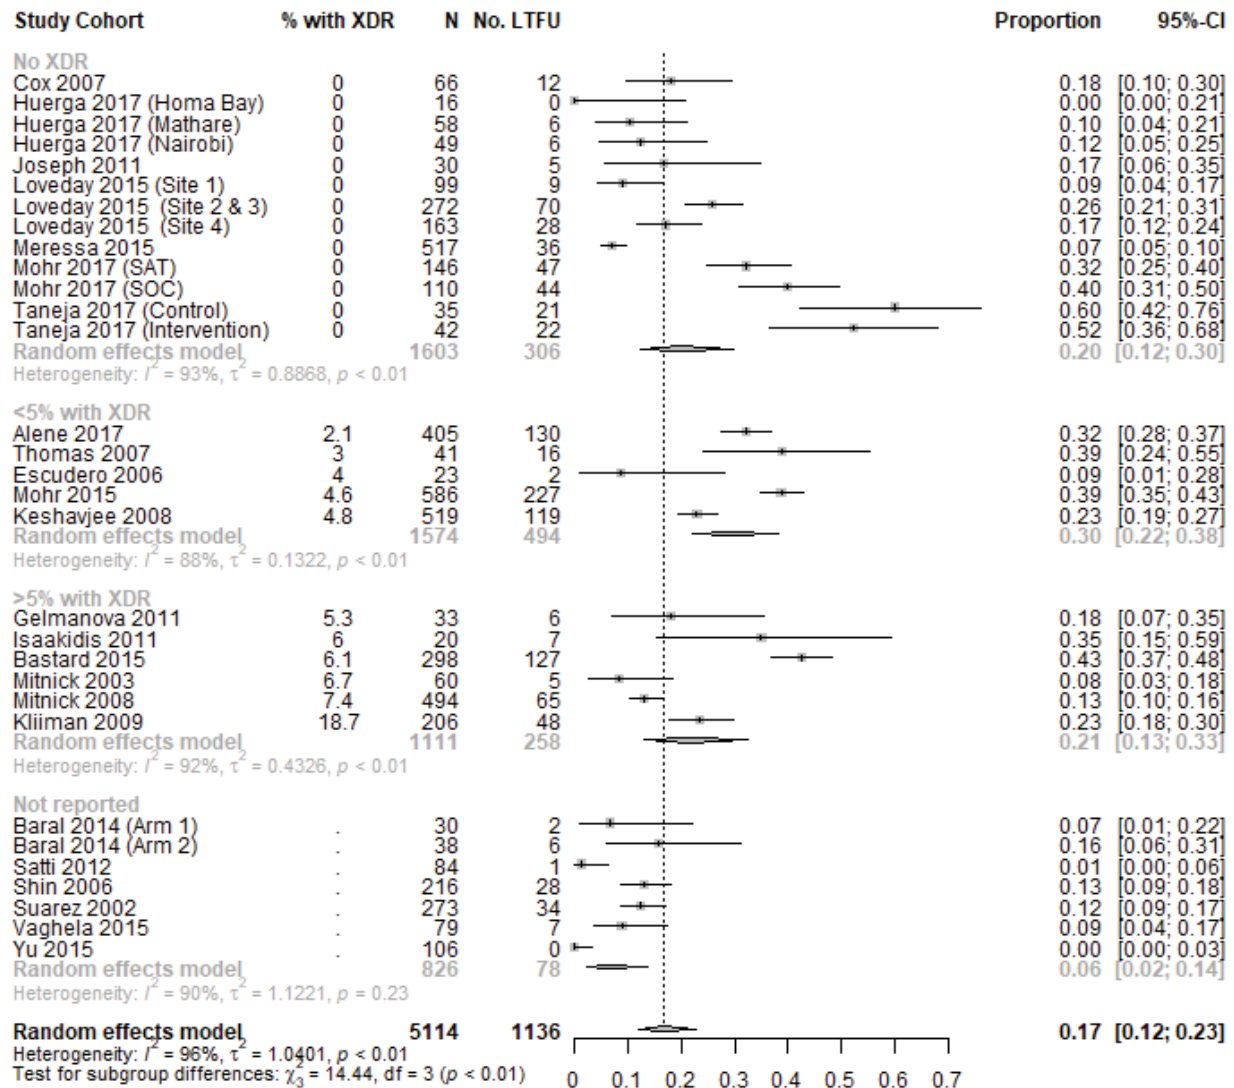 Study Cohort % with XDR N No. LTFU Proportion 95%-CI
No XDR
Cox 2007 0 66 12 0.18 [0.10; 0.30]
Huerga 2017 (Homa Bay) 0 16 0 0.00 [0.00; 0.21]
Huerga 2017 (Mathare) 0 58 6 0.10 [0.04; 0.21]
Huerga 2017 (Nairobi) 0 49 6 0.12 [0.05; 0.25]
Joseph 2011 0 30 5 0.17 [0.06; 0.35]
Loveday 2015 (Site 1) 0 99 9 0.09 [0.04; 0.17]
Loveday 2015 (Site 2 & 3) 0 272 70 0.26 [0.21; 0.31]
Loveday 2015 (Site 4) 0 163 28 0.17 [0.12; 0.24]
Meressa 2015 0 517 36 0.07 [0.05; 0.10]
Mohr 2017 (SAT) 0 146 47 0.32 [0.25; 0.40]
Mohr 2017 (SOC) 0 110 44 0.40 [0.31; 0.50]
Taneja 2017 (Control) 0 35 21 0.60 [0.42; 0.76]
Taneja 2017 (Intervention) 0 42 22 0.52 [0.36; 0.68]
Random effects model 1603 306 0.20 [0.12; 0.30]
Heterogeneity: I² = 93%, τ² = 0.8868, p < 0.01
<5% with XDR
Alene 2017 2.1 405 130 0.32 [0.28; 0.37]
Thomas 2007 3 41 16 0.39 [0.24; 0.55]
Escudero 2006 4 23 2 0.09 [0.01; 0.28]
Mohr 2015 4.6 586 227 0.39 [0.35; 0.43]
Keshavjee 2008 4.8 519 119 0.23 [0.19; 0.27]
Random effects model 1574 494 0.30 [0.22; 0.38]
Heterogeneity: I² = 88%, τ² = 0.1322, p < 0.01
>5% with XDR
Gelmanova 2011 5.3 33 6 0.18 [0.07; 0.35]
Isaakidis 2011 6 20 7 0.35 [0.15; 0.59]
Bastard 2015 6.1 298 127 0.43 [0.37; 0.48]
Mitnick 2003 6.7 60 5 0.08 [0.03; 0.18]
Mitnick 2008 7.4 494 65 0.13 [0.10; 0.16]
Kliiman 2009 18.7 206 48 0.23 [0.18; 0.30]
Random effects model 1111 258 0.21 [0.13; 0.33]
Heterogeneity: I² = 92%, τ² = 0.4326, p < 0.01
Not reported
Baral 2014 (Arm 1) . 30 2 0.07 [0.01; 0.22]
Baral 2014 (Arm 2) . 38 6 0.16 [0.06; 0.31]
Satti 2012 . 84 1 0.01 [0.00; 0.06]
Shin 2006 . 216 28 0.13 [0.09; 0.18]
Suarez 2002 . 273 34 0.12 [0.09; 0.17]
Vaghela 2015 . 79 7 0.09 [0.04; 0.17]
Yu 2015 . 106 0 0.00 [0.00; 0.03]
Random effects model 826 78 0.06 [0.02; 0.14]
Heterogeneity: I² = 90%, τ² = 1.1221, p = 0.23
Random effects model 5114 1136 0.17 [0.12; 0.23]
Heterogeneity: I² = 96%, τ² = 1.0401, p < 0.01
Test for subgroup differences: χ²₃ = 14.44, df = 3 (p < 0.01)
0 0.1 0.2 0.3 0.4 0.5 0.6 0.7